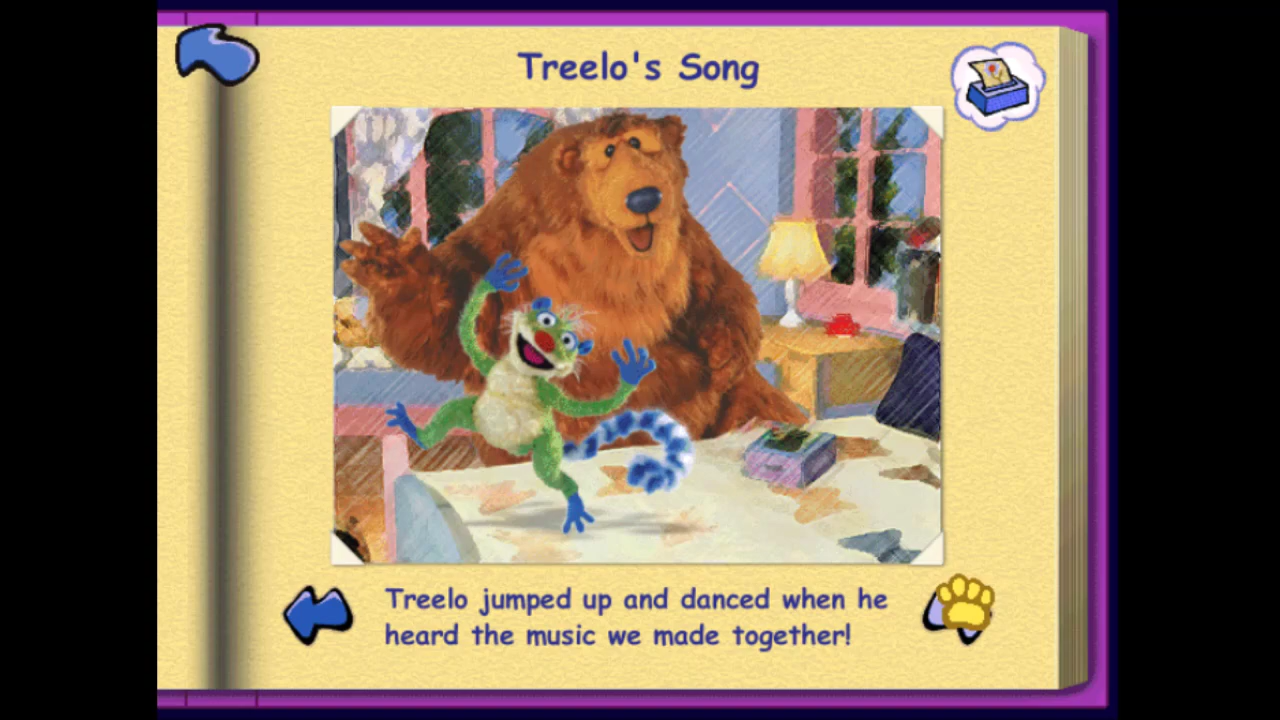 Treelo's Song
Treelo jumped up and danced when he
heard the music we made together!